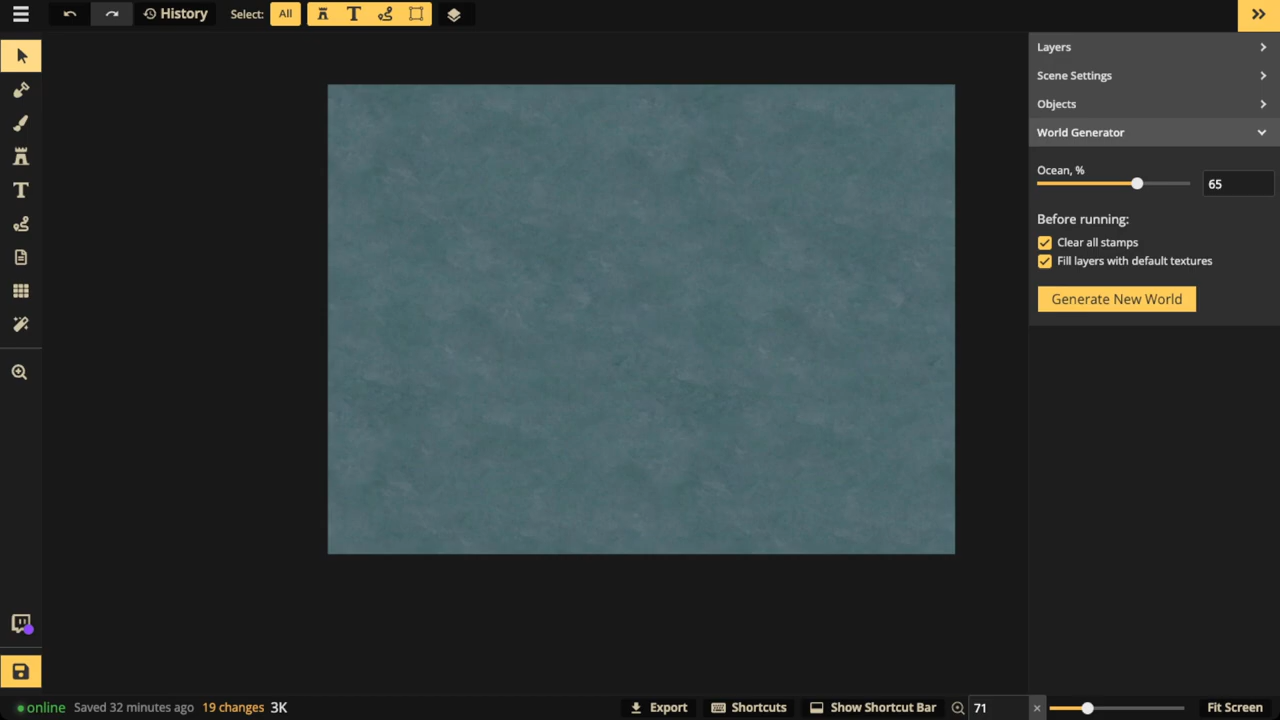 History Select: All
Layers
Scene Settings
Objects
World Generator
Ocean, %
65
Before running:
Clear all stamps
Fill layers with default textures
Generate New World
online Saved 32 minutes ago 19 changes 3K Export Shortcuts Show Shortcut Bar 71 Fit Screen